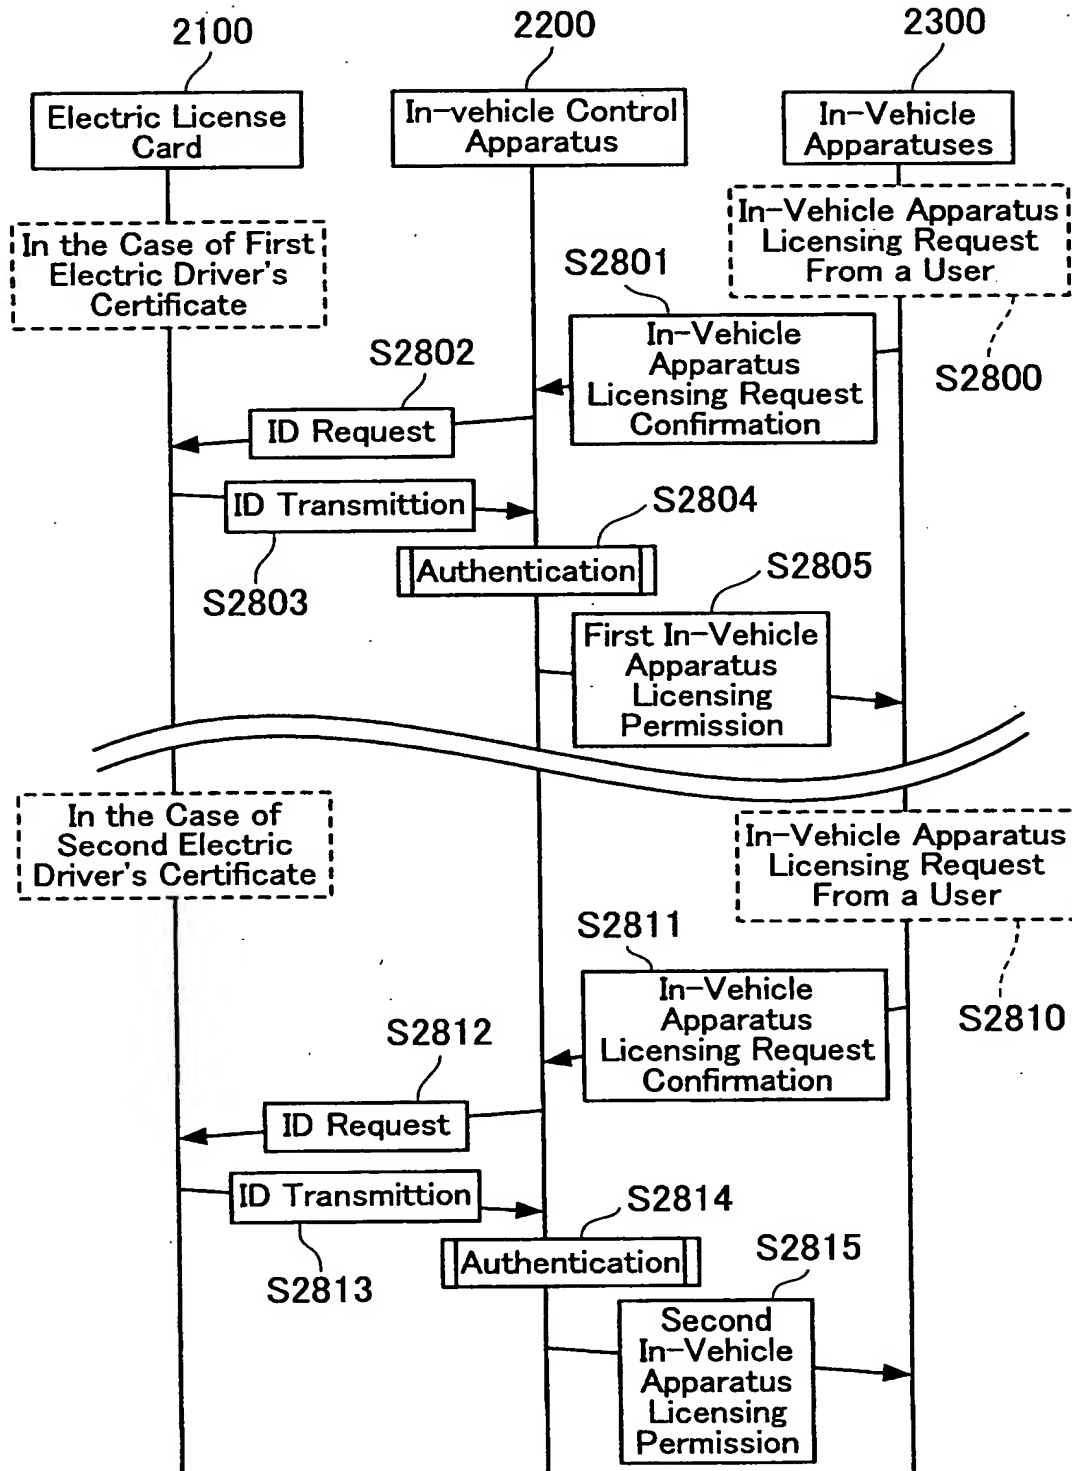 2100
2200
2300
Electric License
Card
In-vehicle Control
Apparatus
In-Vehicle
Apparatuses
In the Case of First
Electric Driver's
Certificate
In-Vehicle Apparatus
Licensing Request
From a User
S2800
S2801
In-Vehicle
Apparatus
Licensing Request
Confirmation
S2802
ID Request
ID Transmittion
S2803
S2804
Authentication
S2805
First In-Vehicle
Apparatus
Licensing
Permission
In the Case of
Second Electric
Driver's Certificate
In-Vehicle Apparatus
Licensing Request
From a User
S2810
S2811
In-Vehicle
Apparatus
Licensing Request
Confirmation
S2812
ID Request
ID Transmittion
S2813
S2814
Authentication
S2815
Second
In-Vehicle
Apparatus
Licensing
Permission